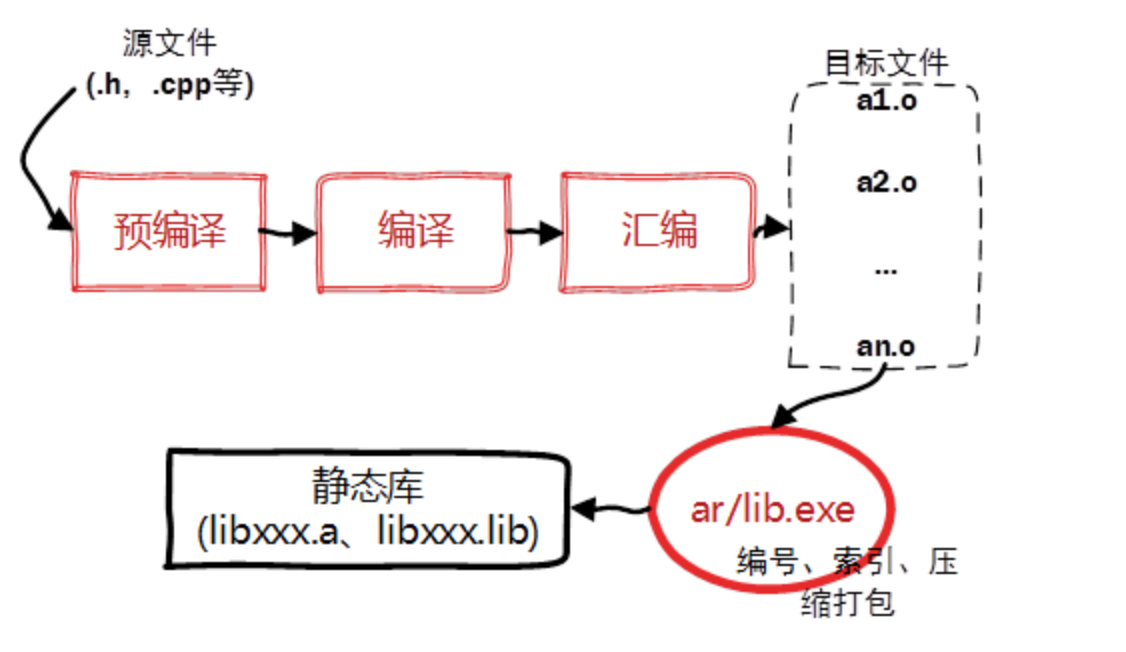 源文件
(.h，.cpp等)
目标文件
a1.o
a2.o
...
an.o
预编译
编译
汇编
ar/lib.exe
编号、索引、压
缩打包
静态库
(libxxx.a、libxxx.lib)